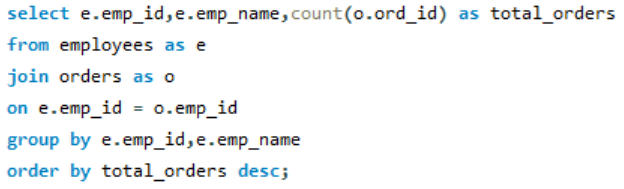 select e.emp_id,e.emp_name,count(o.ord_id) as total_orders
from employees as e
join orders as o
on e.emp_id = o.emp_id
group by e.emp_id,e.emp_name
order by total_orders desc;